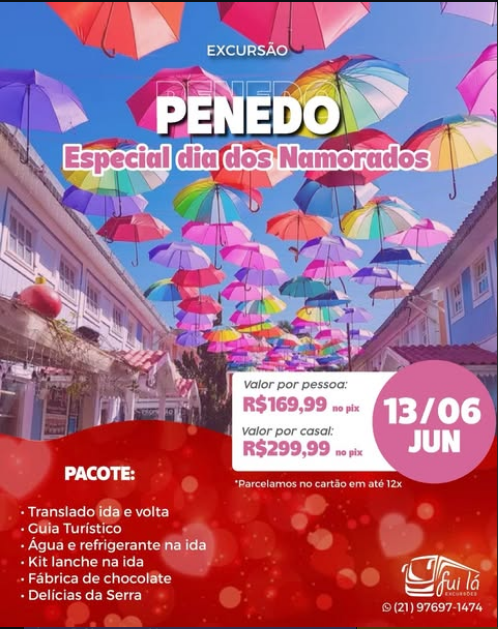 EXCURSÃO
PENEDO
PENEDO
Especial dia dos Namorados
Valor por pessoa:
R$169,99 no pix
Valor por casal:
R$299,99 no pix
*Parcelamos no cartão em até 12x
13/06
JUN
PACOTE:
• Translado ida e volta
• Guia Turístico
• Água e refrigerante na ida
• Kit lanche na ida
• Fábrica de chocolate
• Delícias da Serra
fui lá
EXCURSÕES
(21) 97697-1474